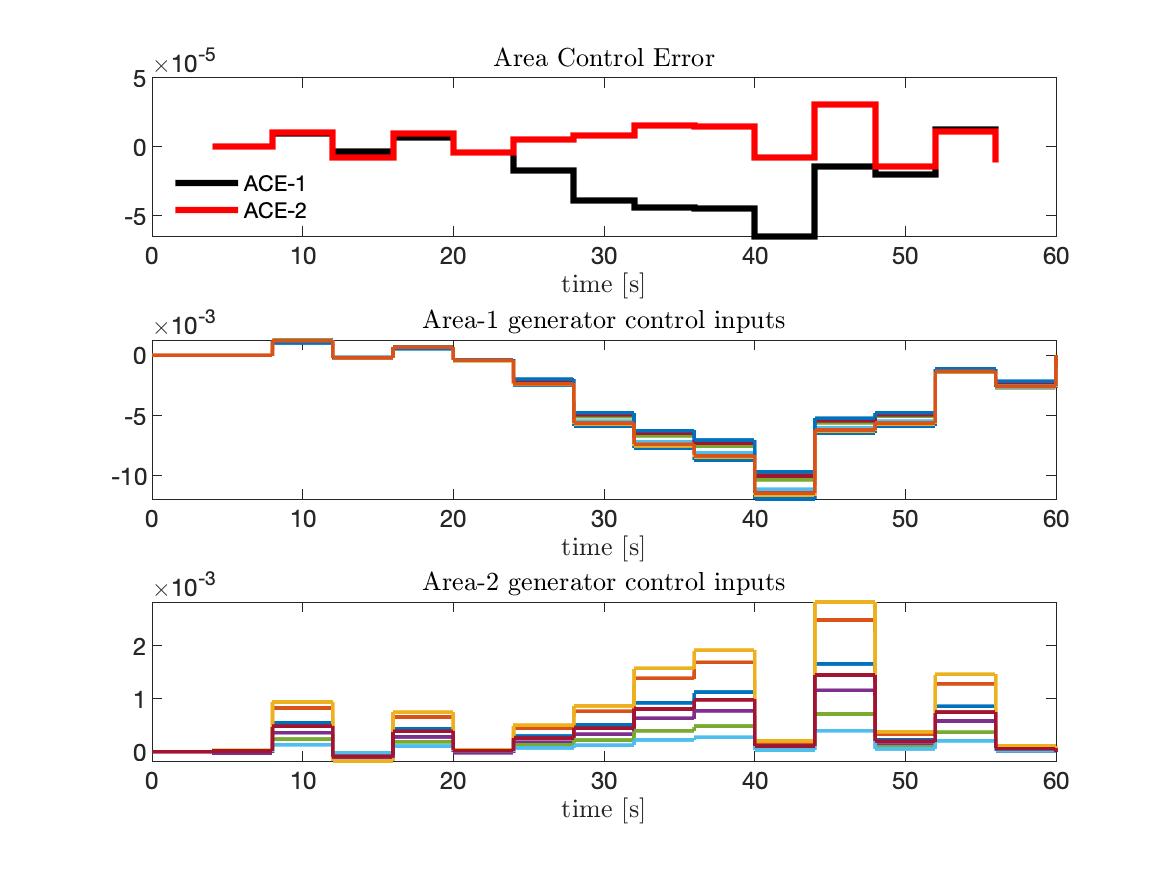 ×10-5
Area Control Error
5
0
-5
ACE-1
ACE-2
0 10 20 30 40 50 60
time [s]
×10-3
Area-1 generator control inputs
0
-5
-10
0 10 20 30 40 50 60
time [s]
×10-3
Area-2 generator control inputs
2
1
0
0 10 20 30 40 50 60
time [s]